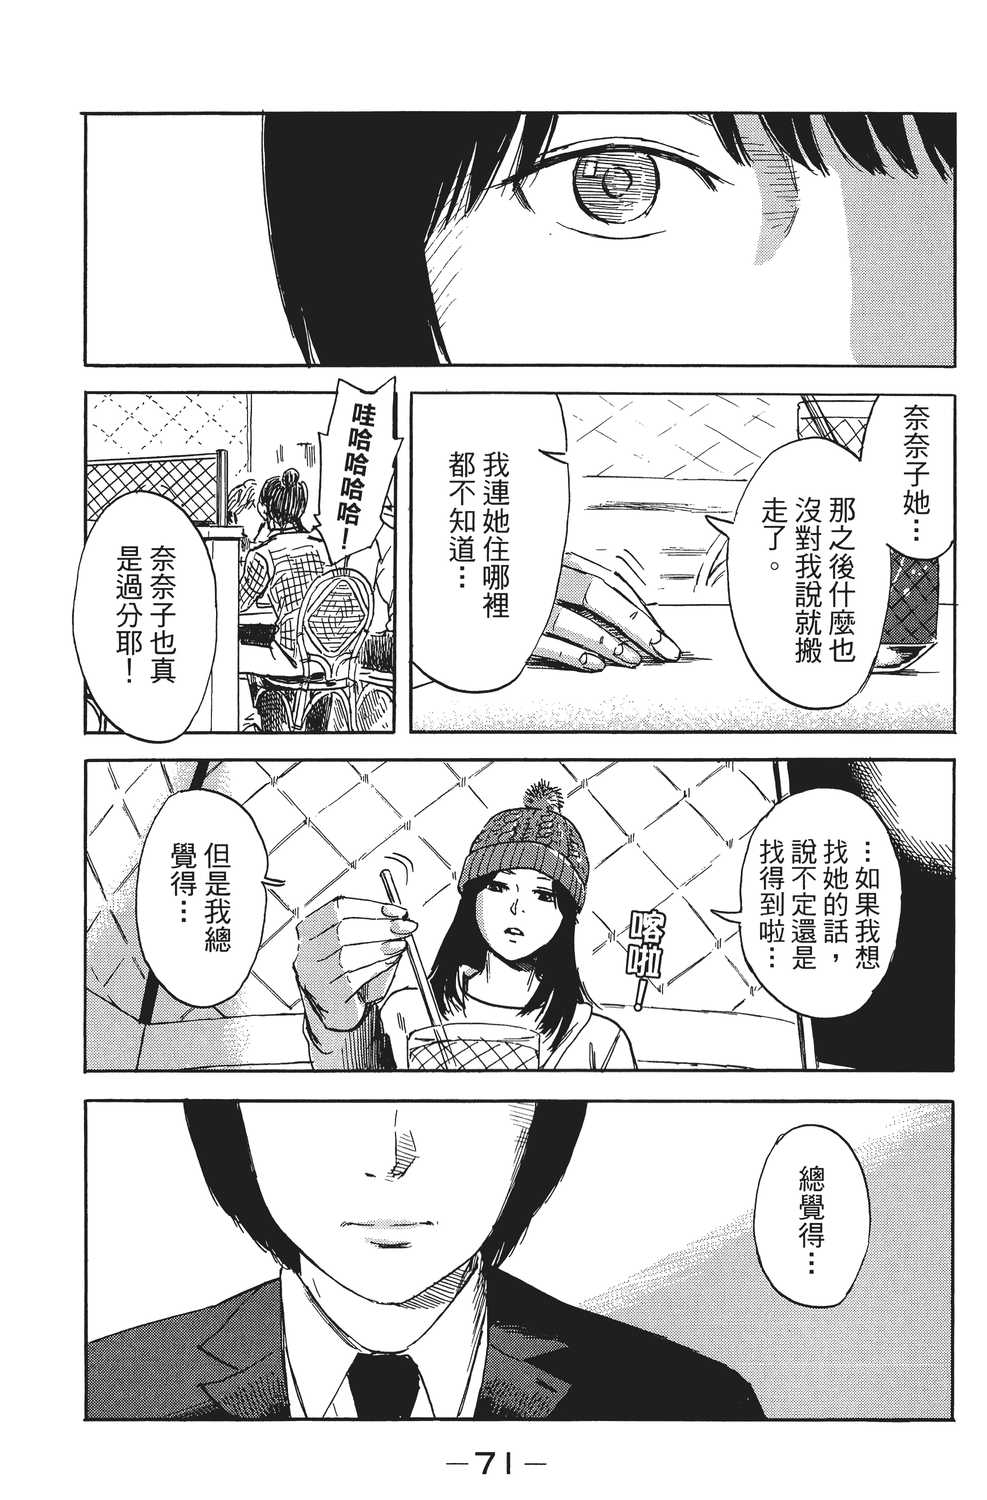 奈奈子她…
那之後什麼也
沒對我說就搬
走了。
我連她住哪裡
都不知道…
哇哈哈哈哈！
奈奈子也真
是過分耶！
…如果我想
找她的話，
說不定還是
找得到啦…
喀啦！
但是我總
覺得…
總覺得…
—71—